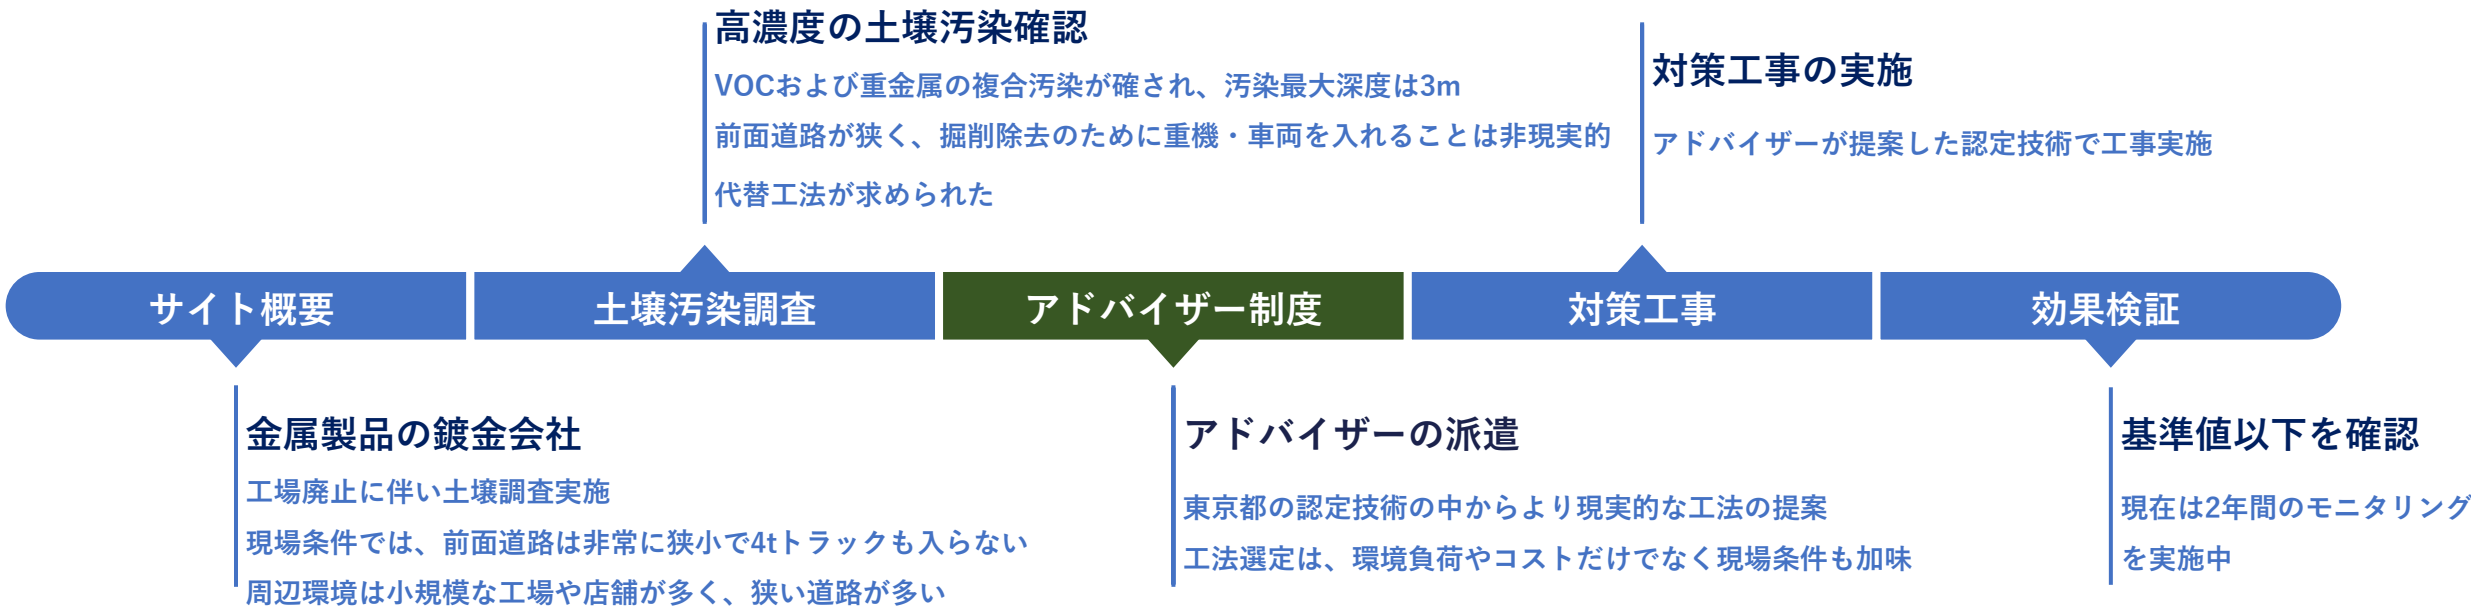 高濃度の土壌汚染確認
VOCおよび重金属の複合汚染が確され、汚染最大深度は3m
前面道路が狭く、掘削除去のために重機・車両を入れることは非現実的
代替工法が求められた
対策工事の実施
アドバイザーが提案した認定技術で工事実施
サイト概要
土壌汚染調査
アドバイザー制度
対策工事
効果検証
金属製品の鍍金会社
工場廃止に伴い土壌調査実施
現場条件では、前面道路は非常に狭小で4tトラックも入らない
周辺環境は小規模な工場や店舗が多く、狭い道路が多い
アドバイザーの派遣
東京都の認定技術の中からより現実的な工法の提案
工法選定は、環境負荷やコストだけでなく現場条件も加味
基準値以下を確認
現在は2年間のモニタリング
を実施中